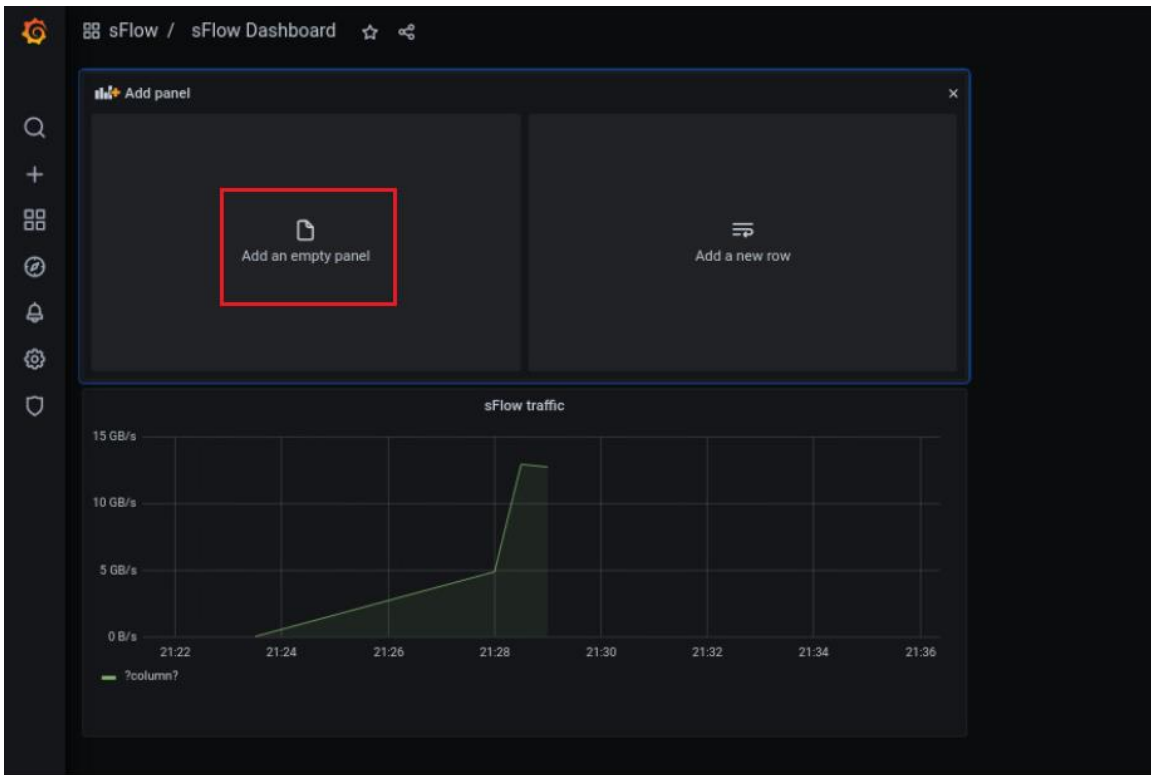 sFlow / sFlow Dashboard
Add panel
Add an empty panel
Add a new row
sFlow traffic
15 GB/s
10 GB/s
5 GB/s
0 B/s
21:22 21:24 21:26 21:28 21:30 21:32 21:34 21:36
?column?